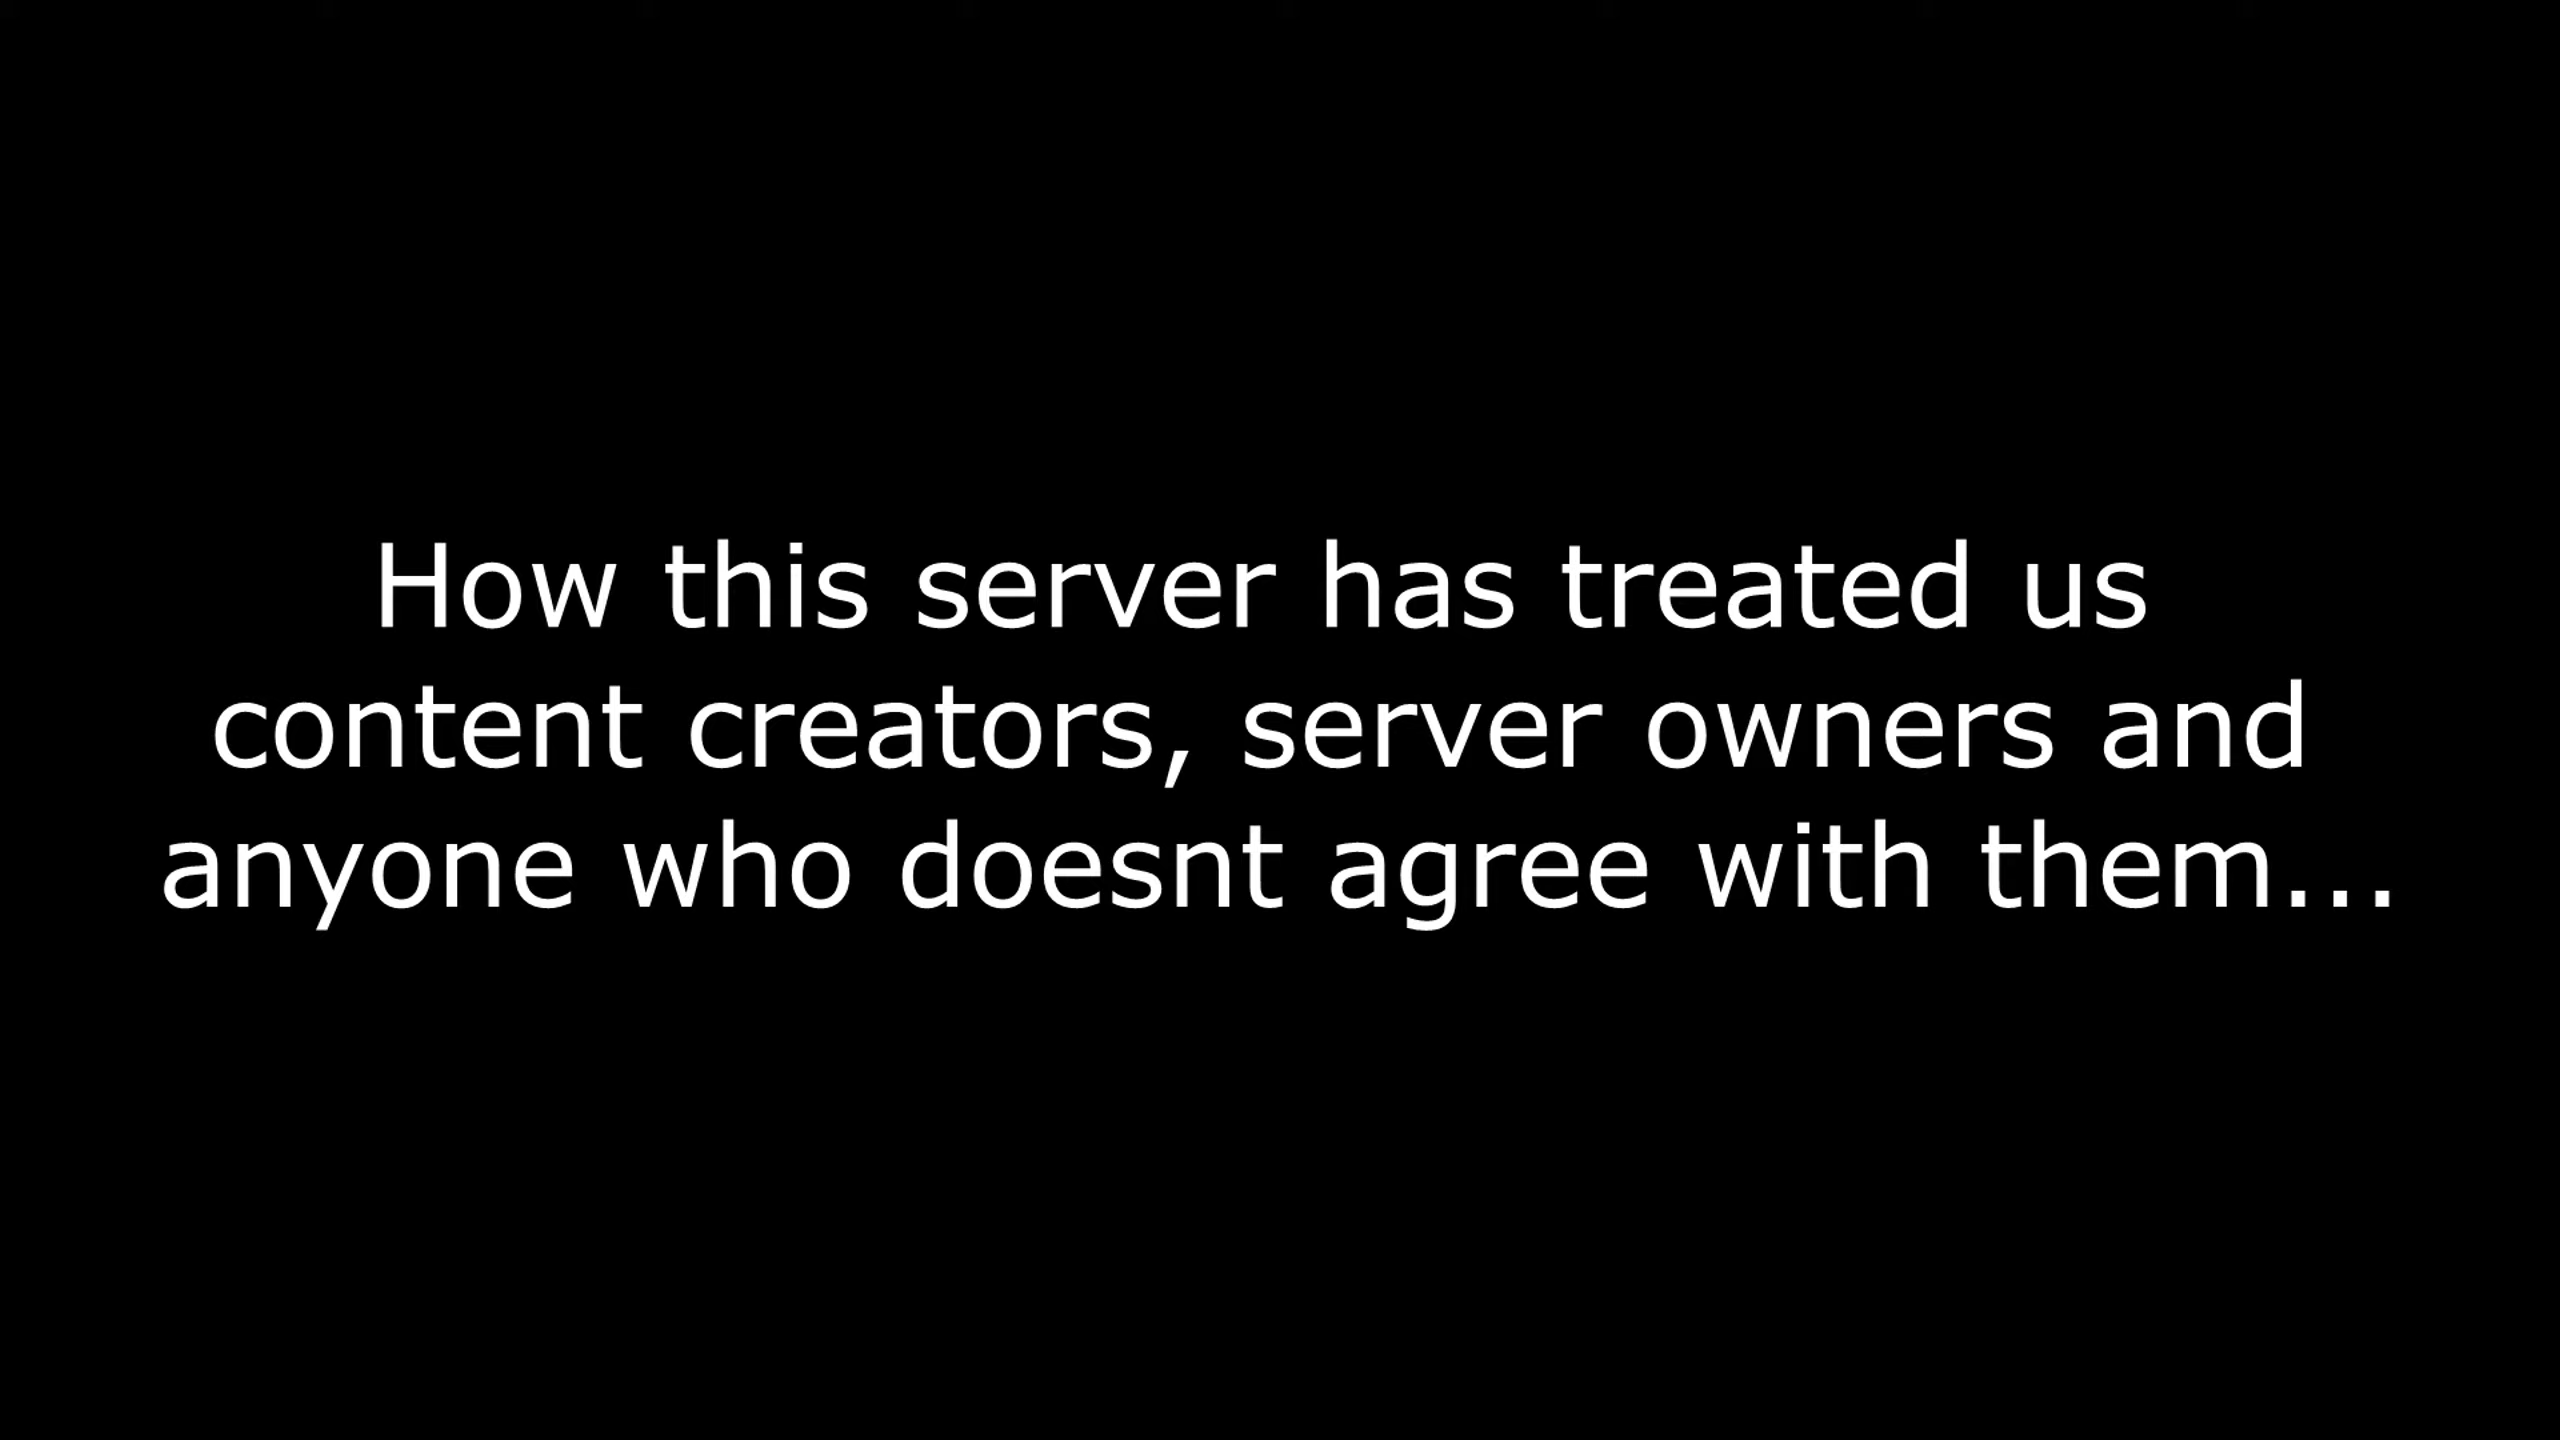 How this server has treated us
content creators, server owners and
anyone who doesnt agree with them...